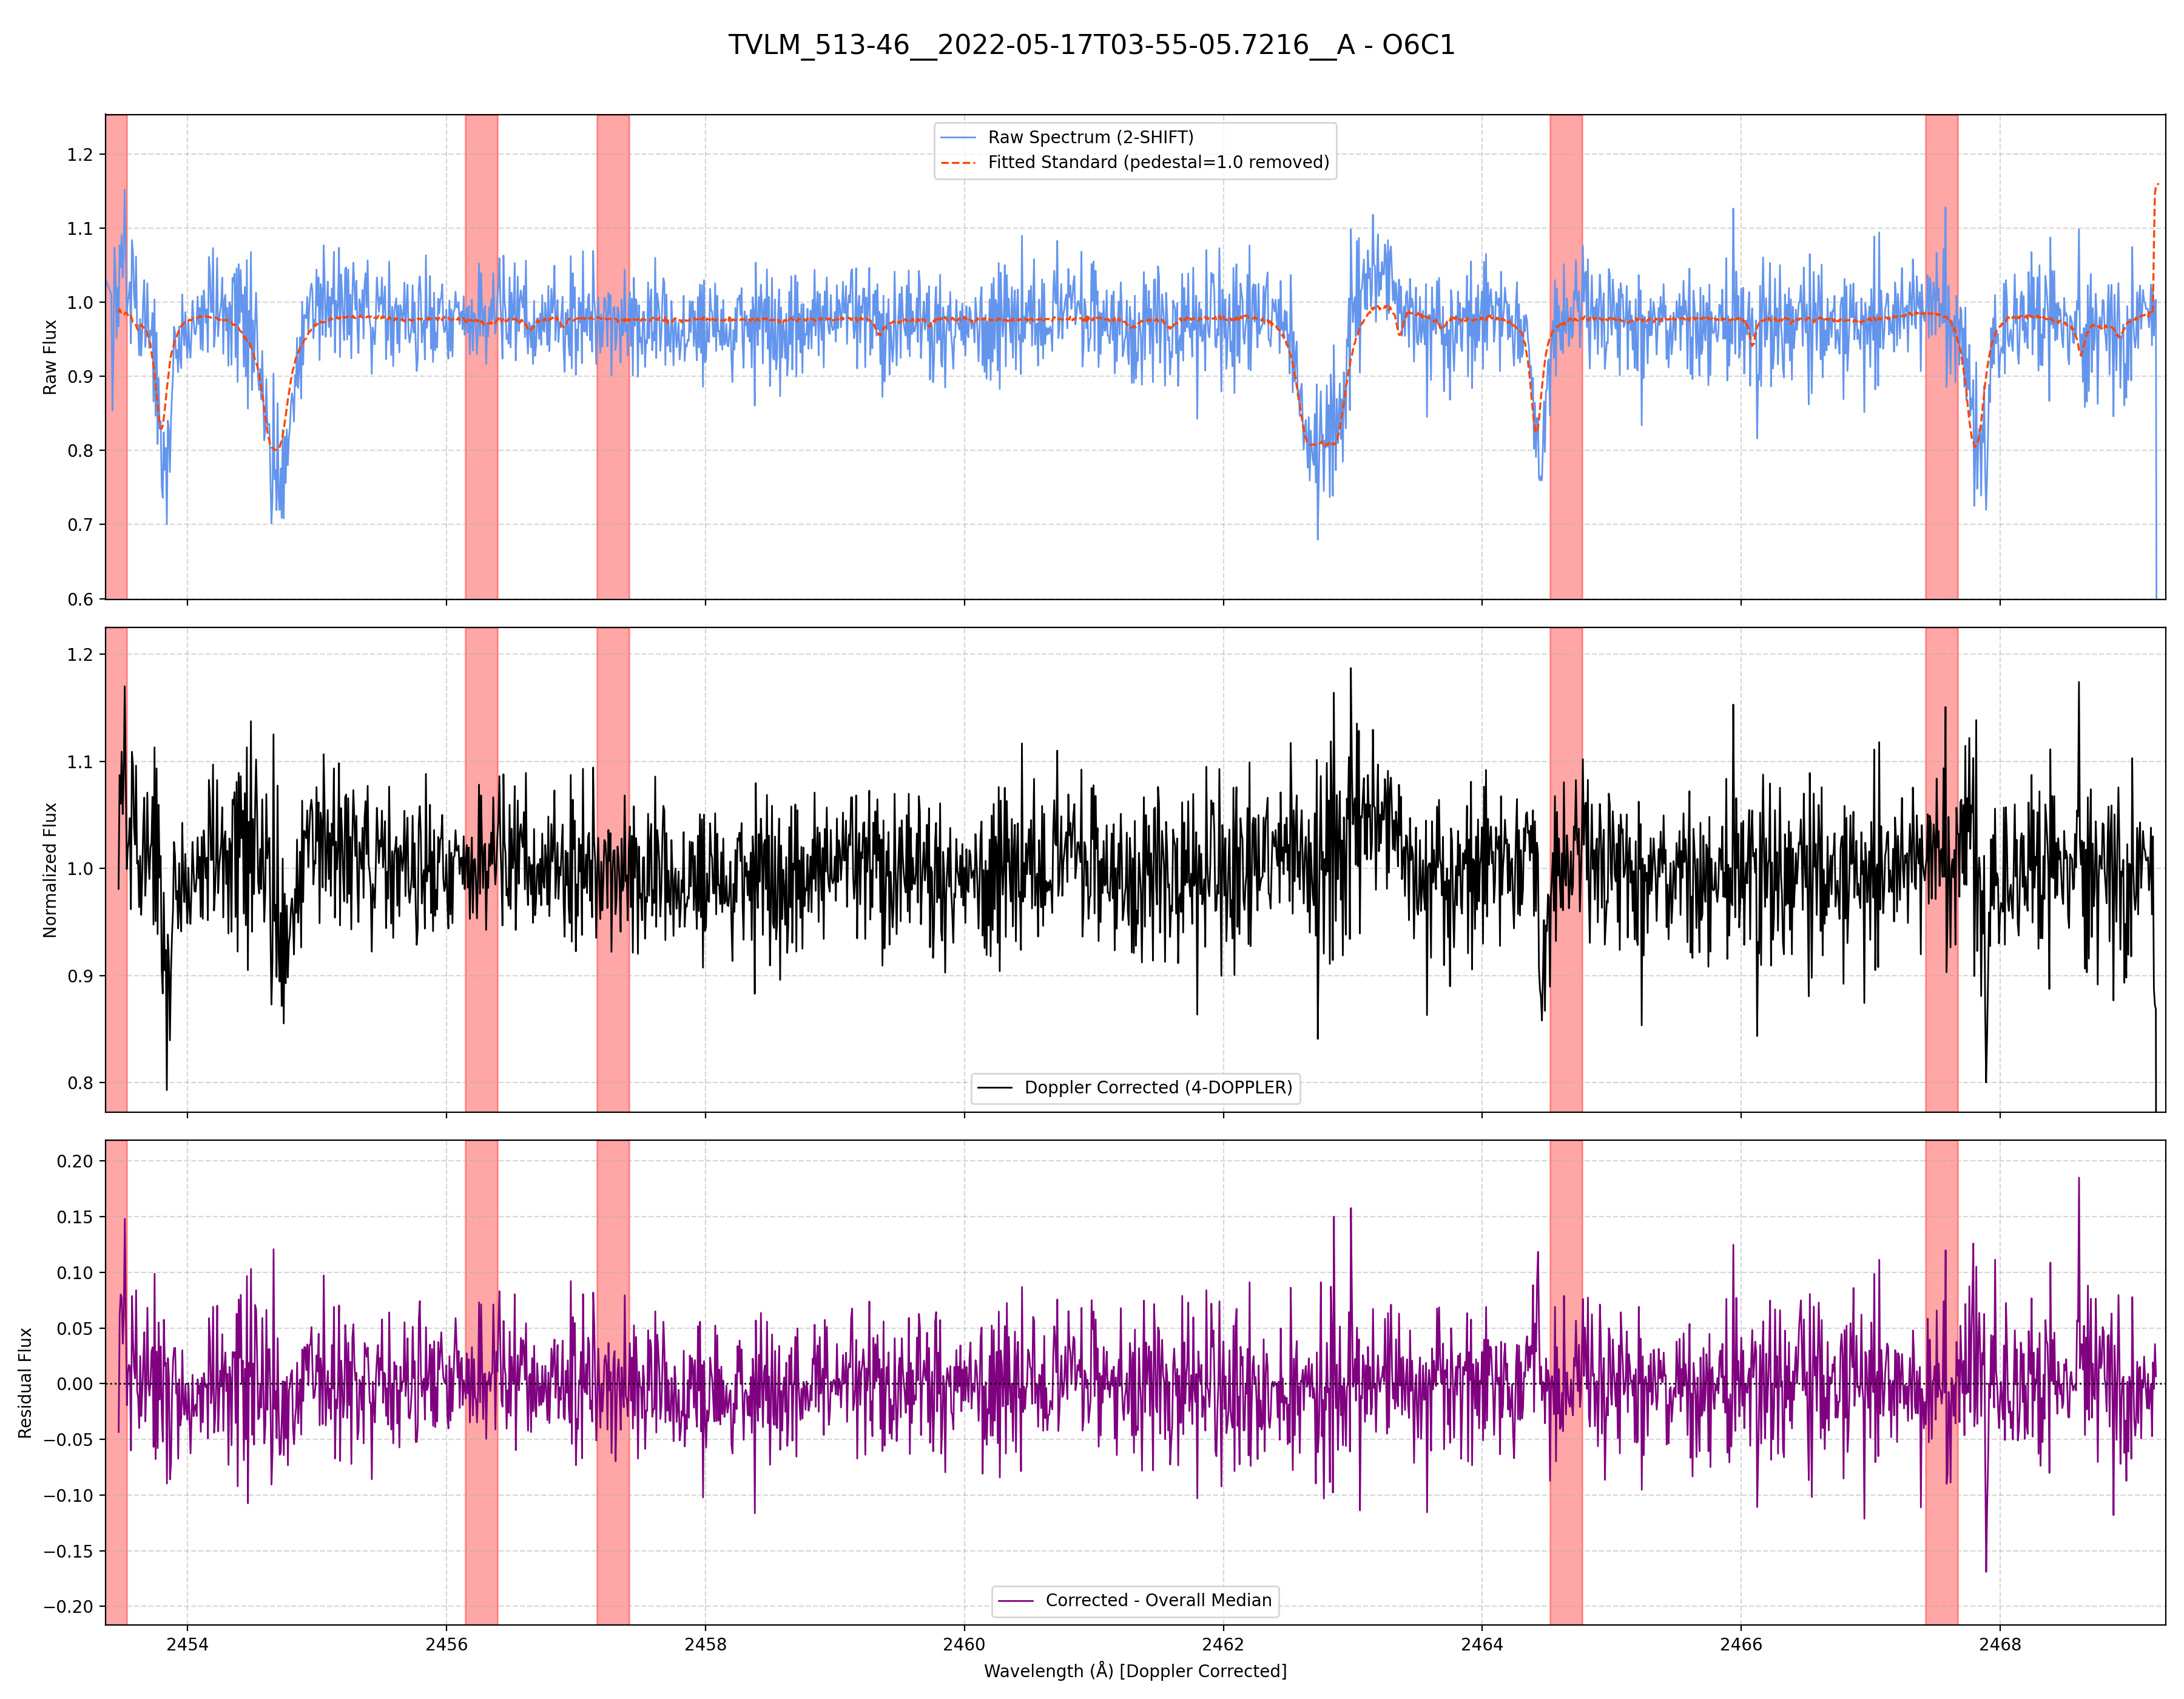 TVLM_513-46__2022-05-17T03-55-05.7216__A - O6C1
Raw Spectrum (2-SHIFT)
Fitted Standard (pedestal=1.0 removed)
Raw Flux
1.2
1.1
1.0
0.9
0.8
0.7
0.6
Normalized Flux
1.2
1.1
1.0
0.9
0.8
Doppler Corrected (4-DOPPLER)
Residual Flux
0.20
0.15
0.10
0.05
0.00
−0.05
−0.10
−0.15
−0.20
Corrected - Overall Median
2454 2456 2458 2460 2462 2464 2466 2468
Wavelength (Å) [Doppler Corrected]